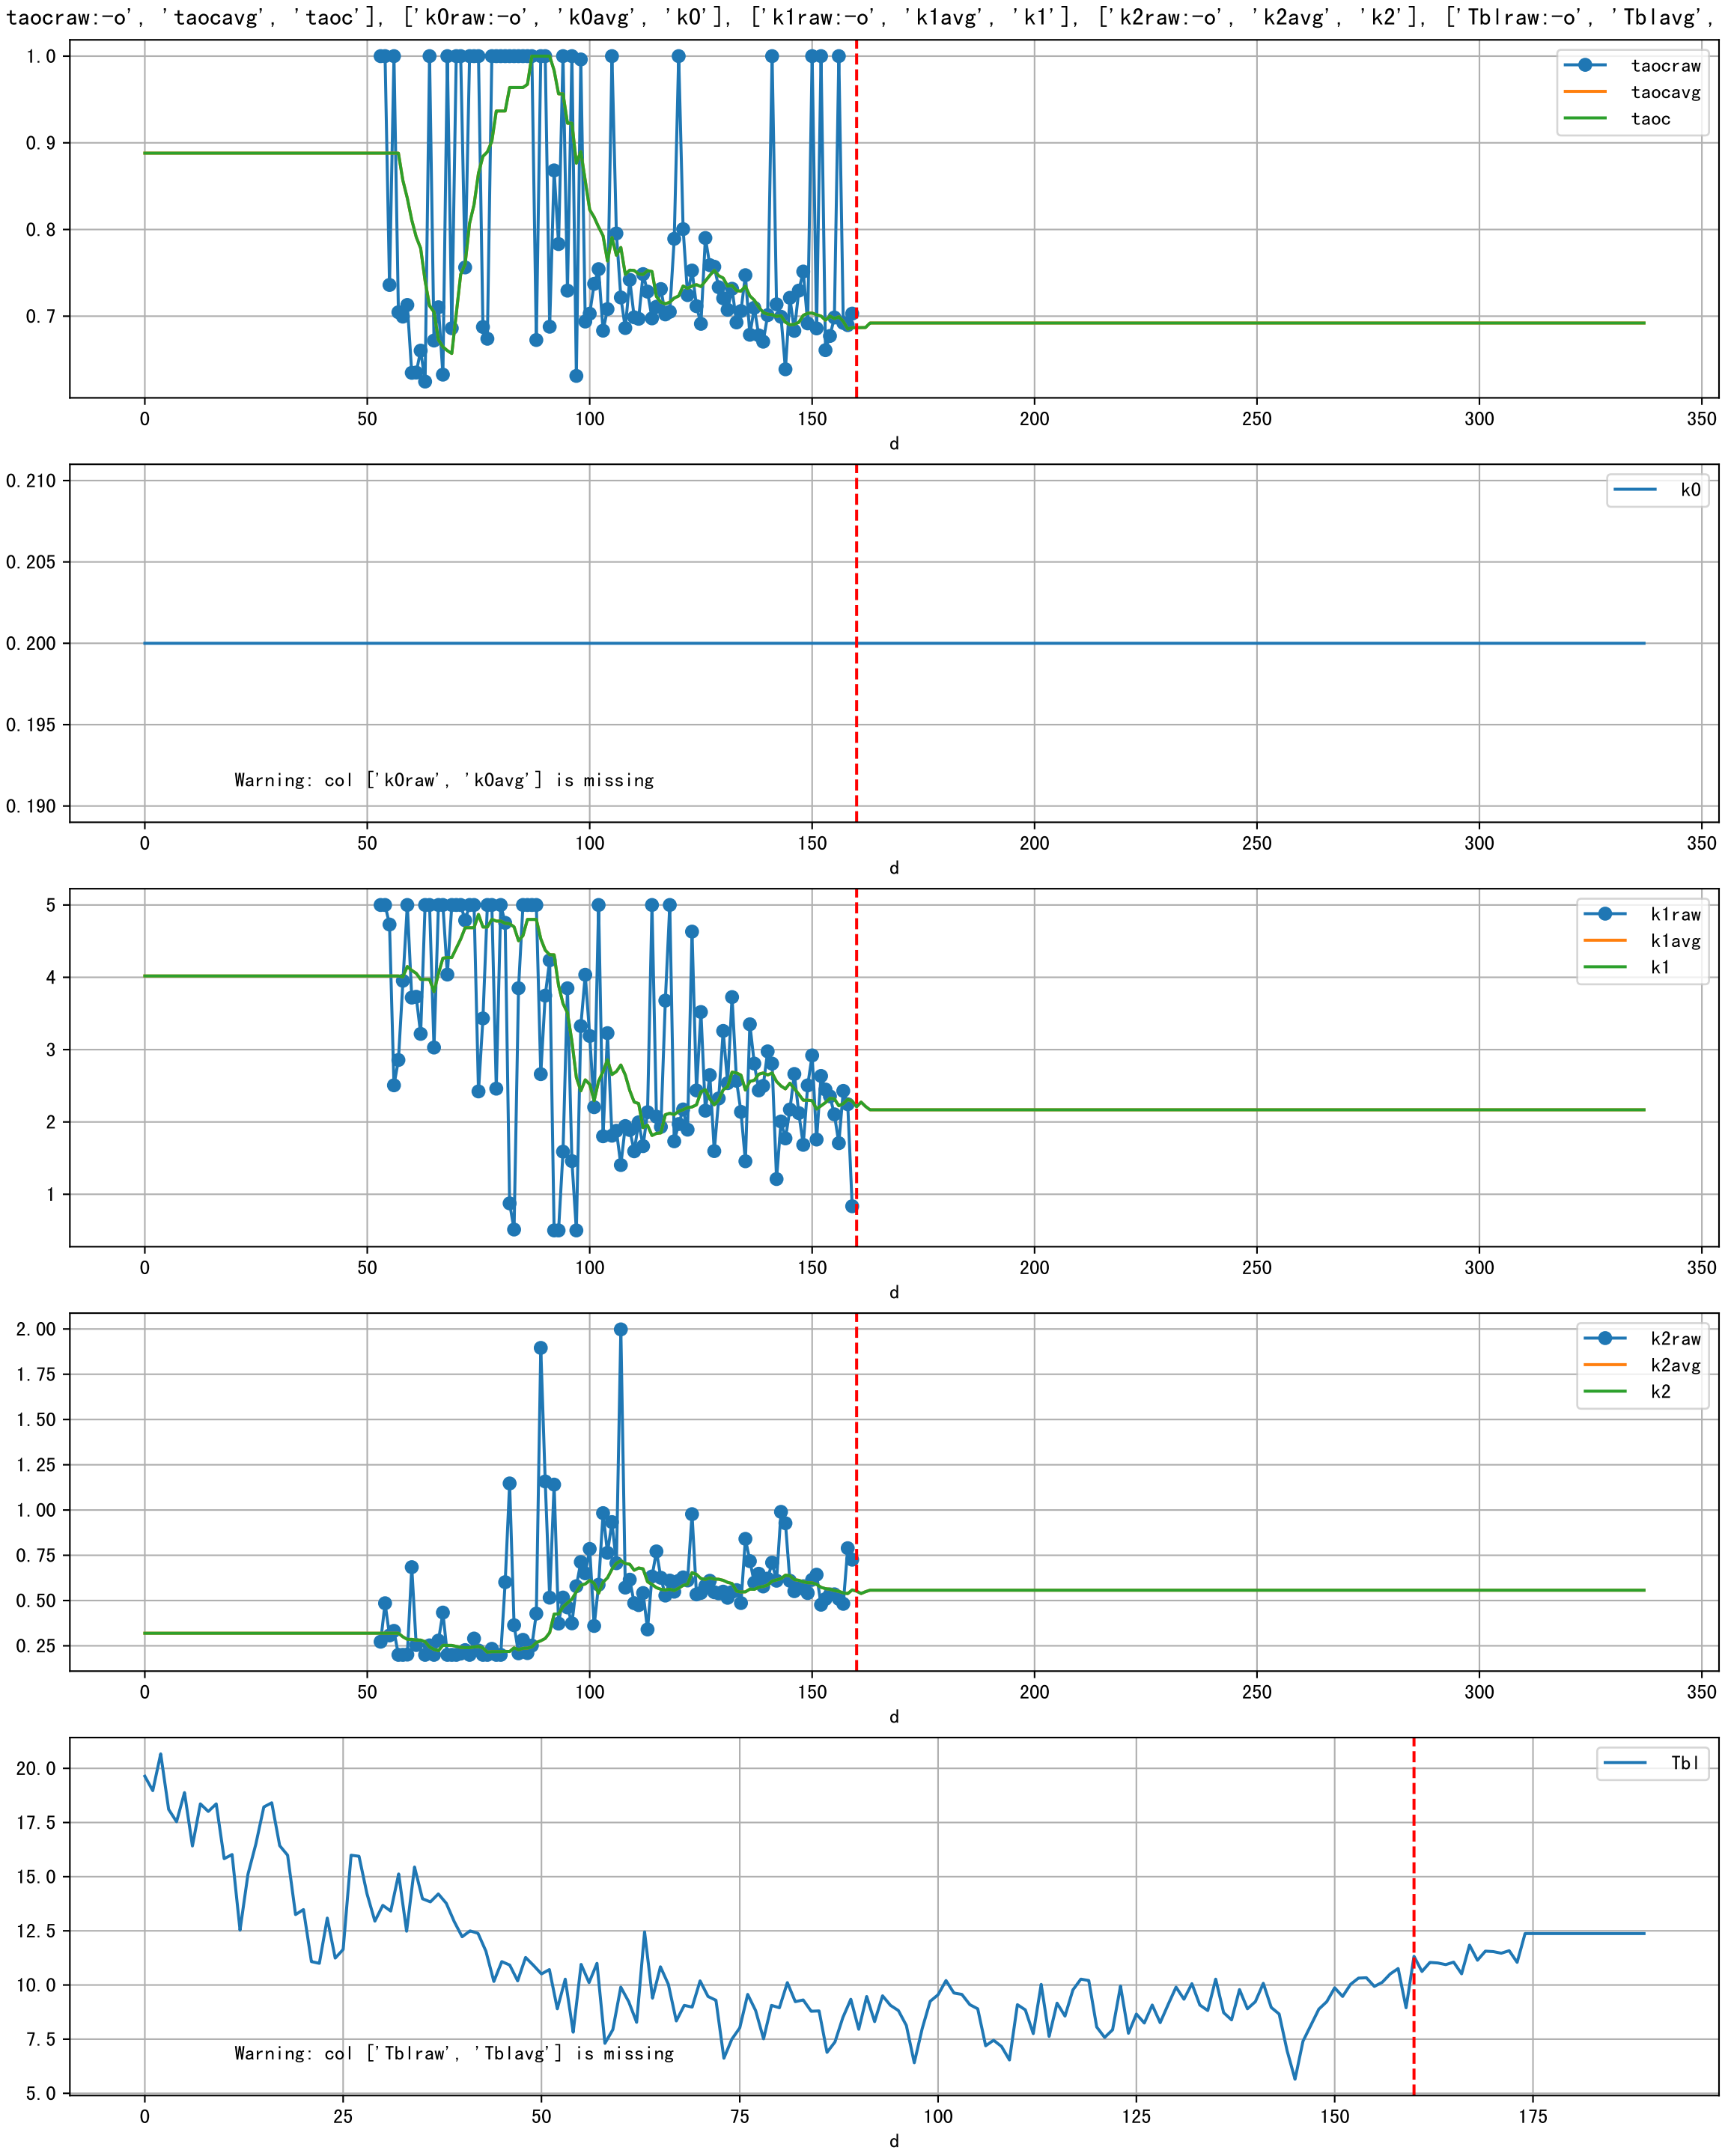 taocraw:-o', 'taocavg', 'taoc'], ['k0raw:-o', 'k0avg', 'k0'], ['k1raw:-o', 'k1avg', 'k1'], ['k2raw:-o', 'k2avg', 'k2'], ['Tblraw:-o', 'Tblavg',
1.0
0.9
0.8
0.7
taocraw
taocavg
taoc
0 50 100 150 200 250 300 350
d
0.210
0.205
0.200
0.195
0.190
k0
Warning: col ['k0raw', 'k0avg'] is missing
0 50 100 150 200 250 300 350
d
5
4
3
2
1
k1raw
k1avg
k1
0 50 100 150 200 250 300 350
d
2.00
1.75
1.50
1.25
1.00
0.75
0.50
0.25
k2raw
k2avg
k2
0 50 100 150 200 250 300 350
d
20.0
17.5
15.0
12.5
10.0
7.5
5.0
Tbl
Warning: col ['Tblraw', 'Tblavg'] is missing
0 25 50 75 100 125 150 175
d